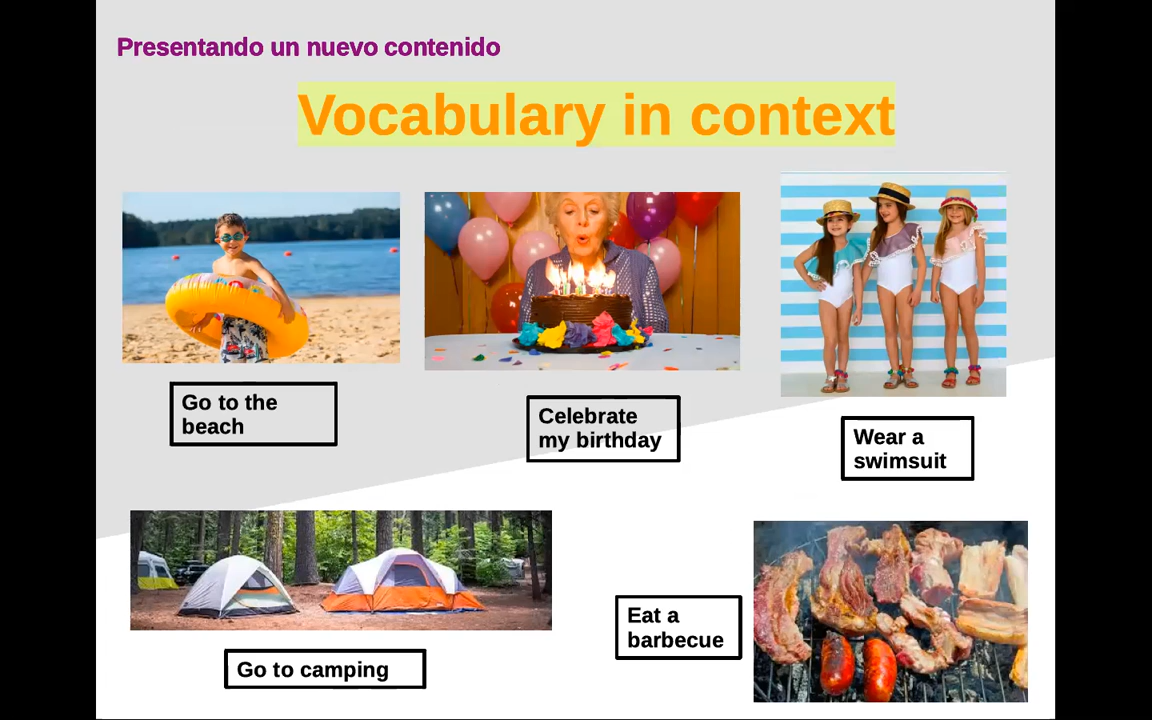 Presentando un nuevo contenido
Vocabulary in context
Go to the
beach
Celebrate
my birthday
Wear a
swimsuit
Go to camping
Eat a
barbecue